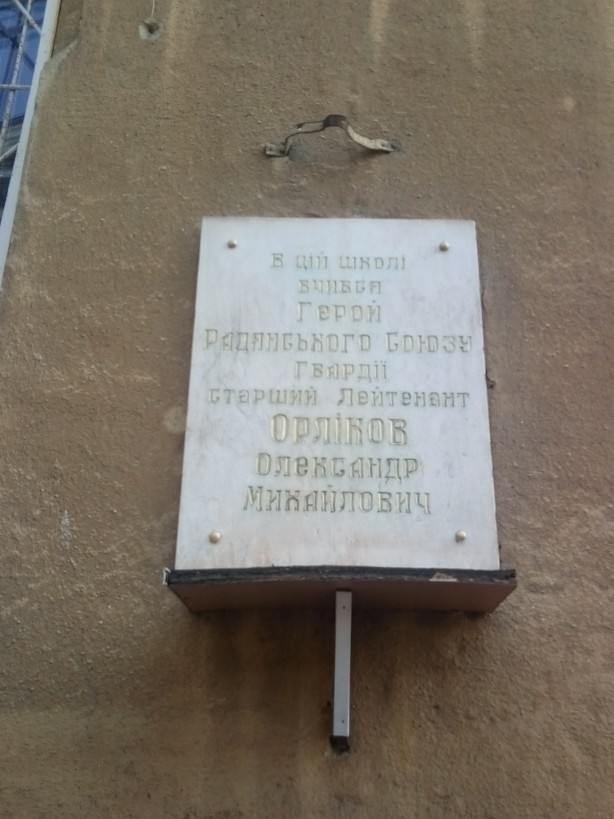 В цій школі
вчився
Герой
Радянського Союзу
гвардії
старший Лейтенант
Орліков
Олександр
Михайлович